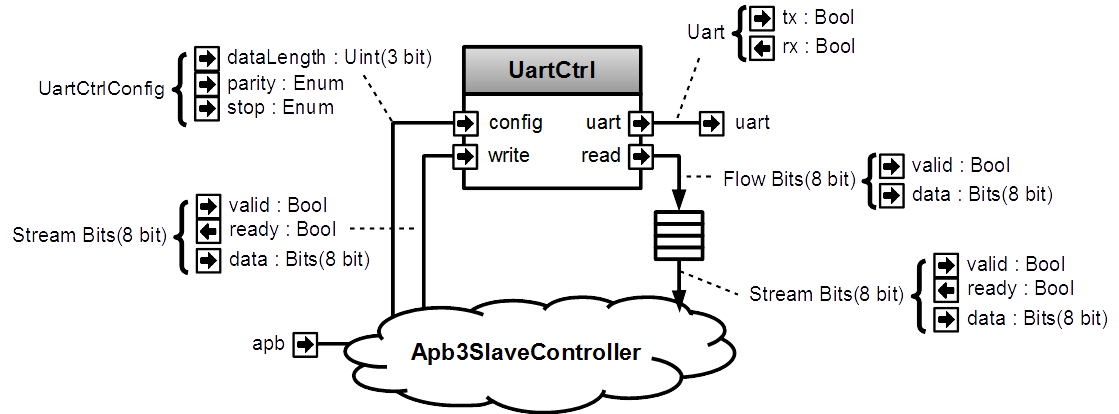 Uart
tx : Bool
rx : Bool
UartCtrlConfig
dataLength : Uint(3 bit)
parity : Enum
stop : Enum
UartCtrl
config
uart
uart
write
read
Flow Bits(8 bit)
valid : Bool
data : Bits(8 bit)
Stream Bits(8 bit)
valid : Bool
ready : Bool
data : Bits(8 bit)
Stream Bits(8 bit)
valid : Bool
ready : Bool
data : Bits(8 bit)
apb
Apb3SlaveController